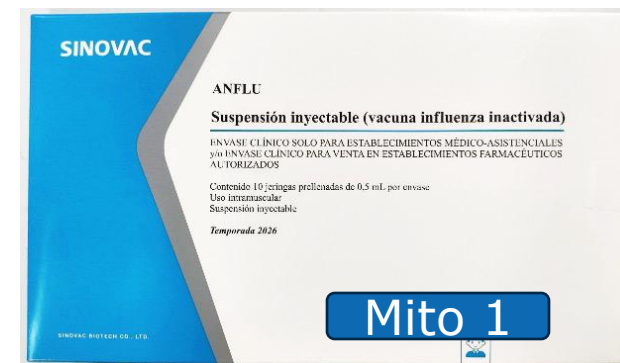 SINOVAC
ANFLU
Suspensión inyectable (vacuna influenza inactivada)
ENVASE CLÍNICO SOLO PARA ESTABLECIMIENTOS MÉDICO-ASISTENCIALES
y/o ENVASE CLINICO PARA VENTA EN ESTABLECIMIENTOS FARMACÉUTICOS
AUTORIZADOS
Contenido 10 jeringas prellenadas de 0,5 mL por envase
Uso intramuscular
Suspensión inyectable
Temporada 2026
Mito 1
SINOVAC BIOTECH CO., LTD.